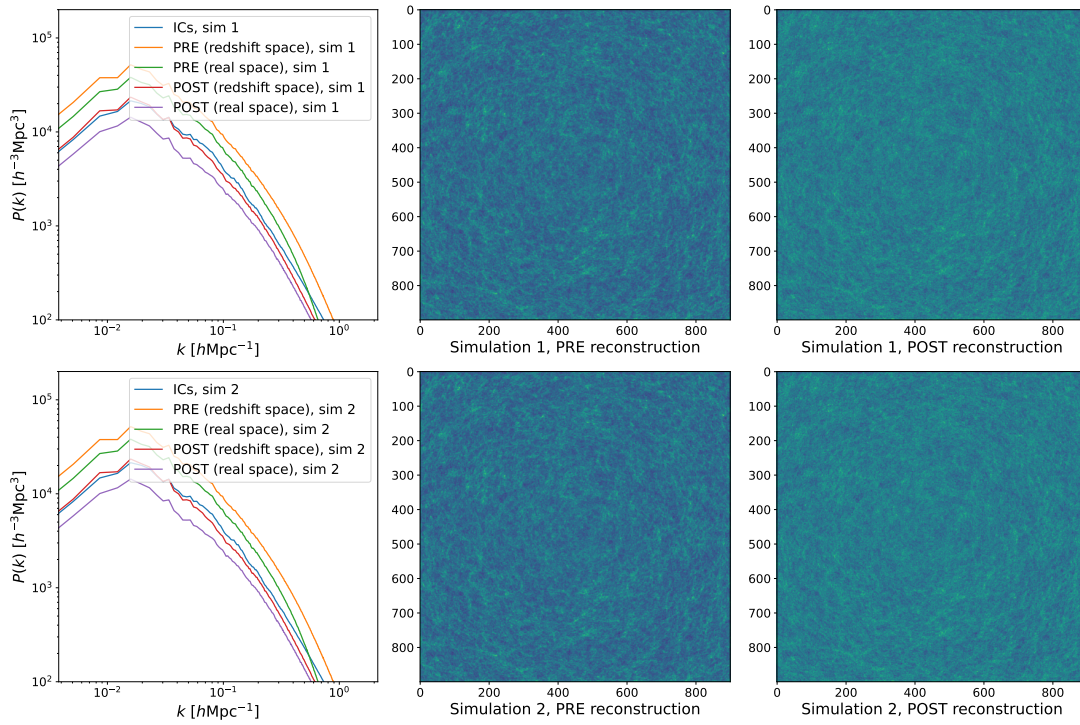 10^5
10^4
10^3
10^2
P(k) [h^{-3}Mpc^3]
ICs, sim 1
PRE (redshift space), sim 1
PRE (real space), sim 1
POST (redshift space), sim 1
POST (real space), sim 1
10^{-2} 10^{-1} 10^0
k [hMpc^{-1}]
0
100
200
300
400
500
600
700
800
0 200 400 600 800
Simulation 1, PRE reconstruction
0
100
200
300
400
500
600
700
800
0 200 400 600 800
Simulation 1, POST reconstruction
10^5
10^4
10^3
10^2
P(k) [h^{-3}Mpc^3]
ICs, sim 2
PRE (redshift space), sim 2
PRE (real space), sim 2
POST (redshift space), sim 2
POST (real space), sim 2
10^{-2} 10^{-1} 10^0
k [hMpc^{-1}]
0
100
200
300
400
500
600
700
800
0 200 400 600 800
Simulation 2, PRE reconstruction
0
100
200
300
400
500
600
700
800
0 200 400 600 800
Simulation 2, POST reconstruction